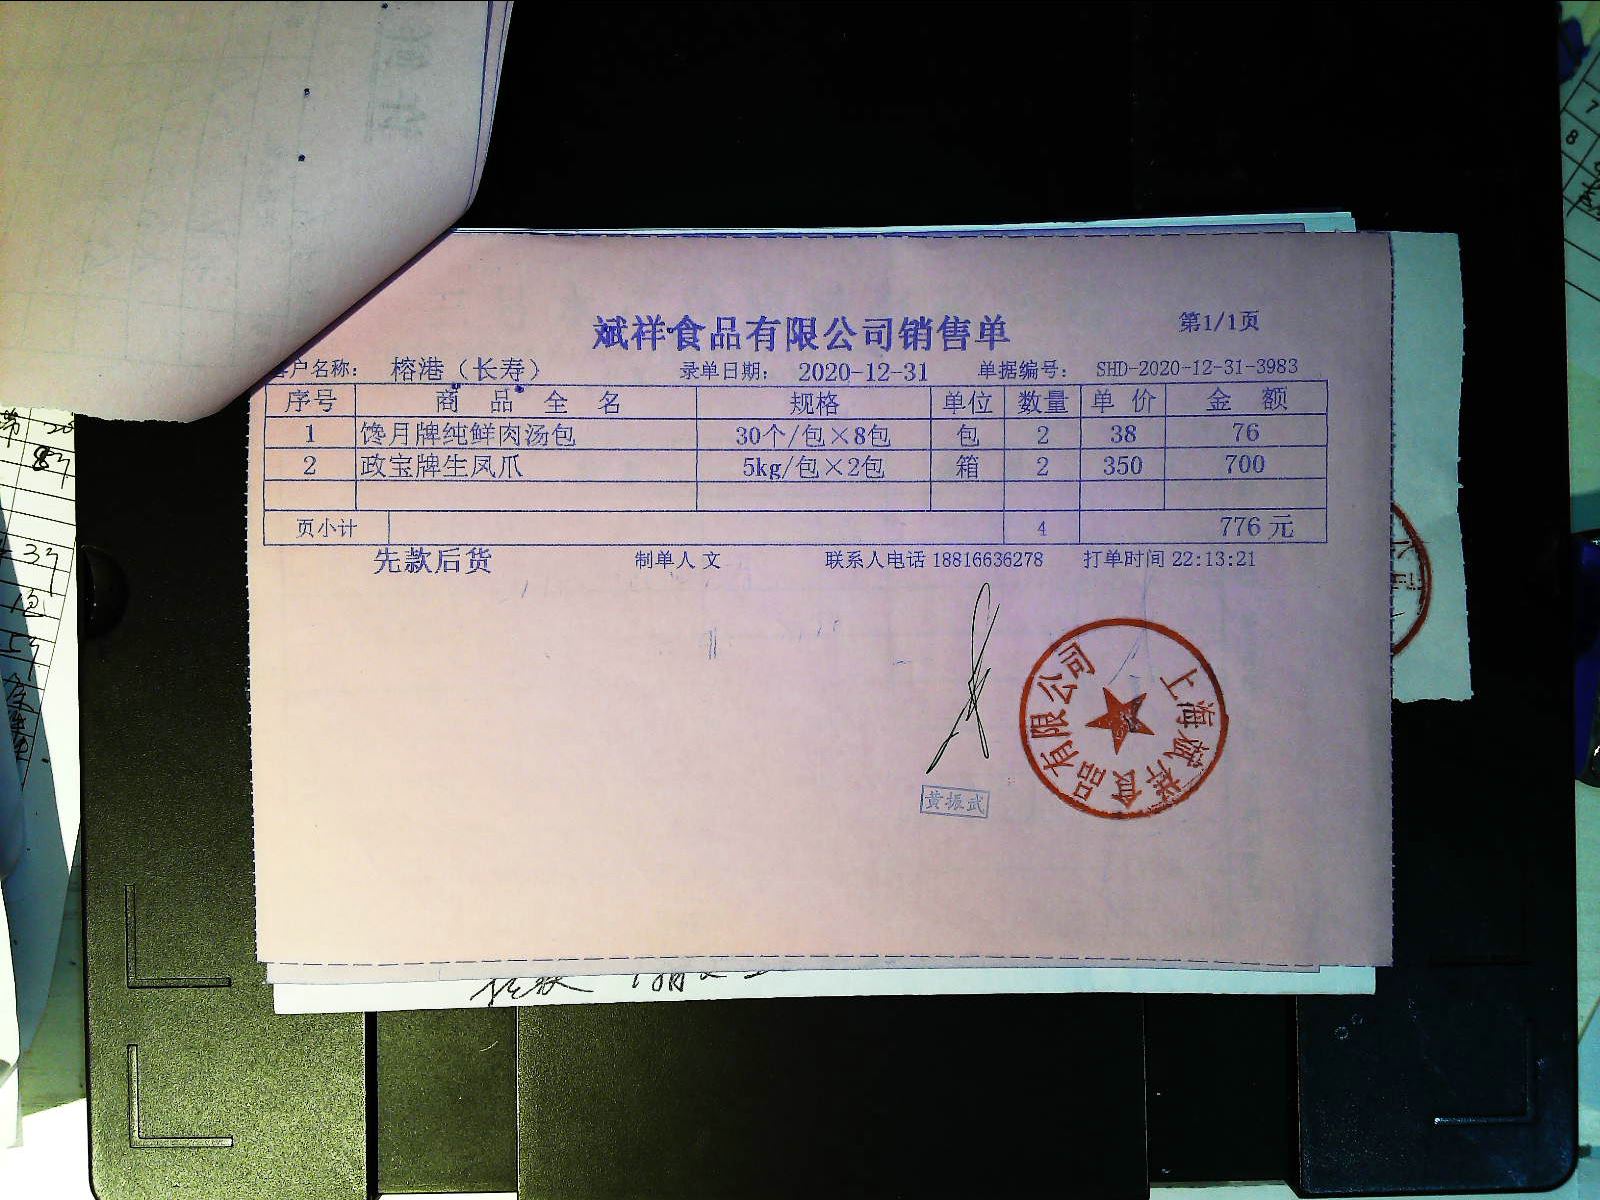 斌祥食品有限公司销售单
第1/1页
户名称： 榕港（长寿） 录单日期： 2020-12-31 单据编号： SHD-2020-12-31-3983
序号 商 品 全 名 规格 单位 数量 单 价 金 额
1 馋月牌纯鲜肉汤包 30个/包×8包 包 2 38 76
2 政宝牌生凤爪 5kg/包×2包 箱 2 350 700
页小计 4 776 元
先款后货 制单人 文 联系人电话 18816636278 打单时间 22:13:21
上海斌祥食品有限公司
黄振武